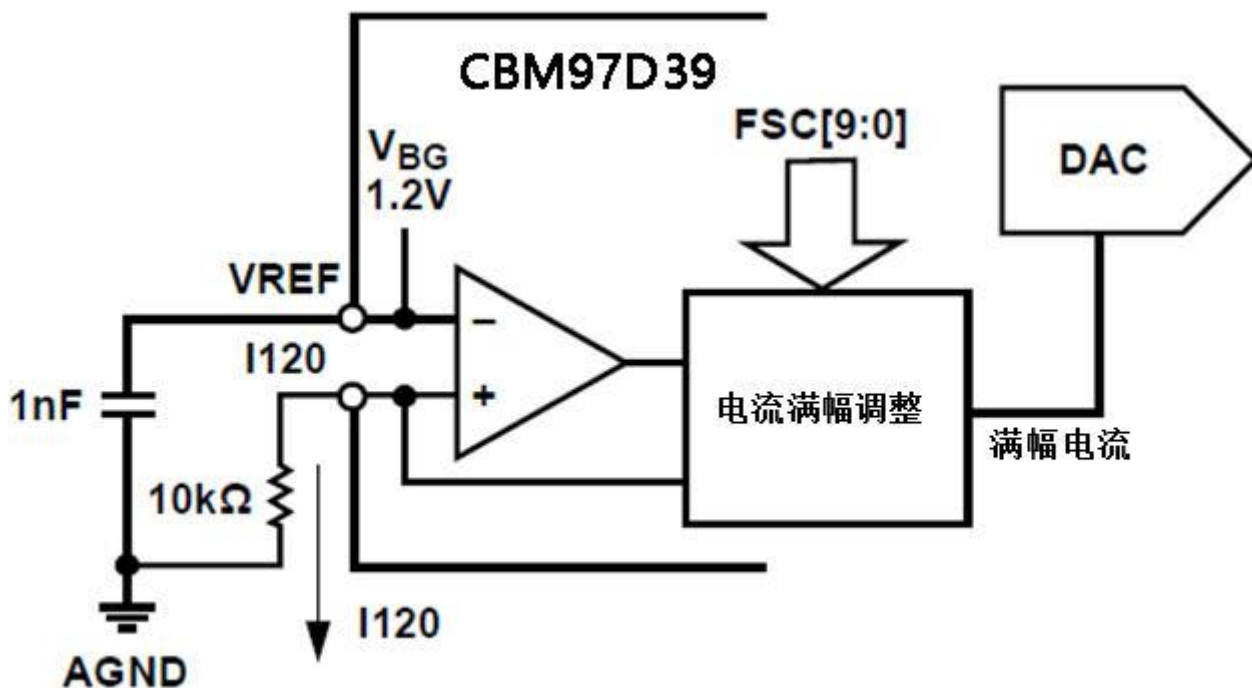 CBM97D39
FSC[9:0]
DAC
VBG
1.2V
VREF
−
I120
1nF
+
电流满幅调整
满幅电流
10kΩ
I120
AGND